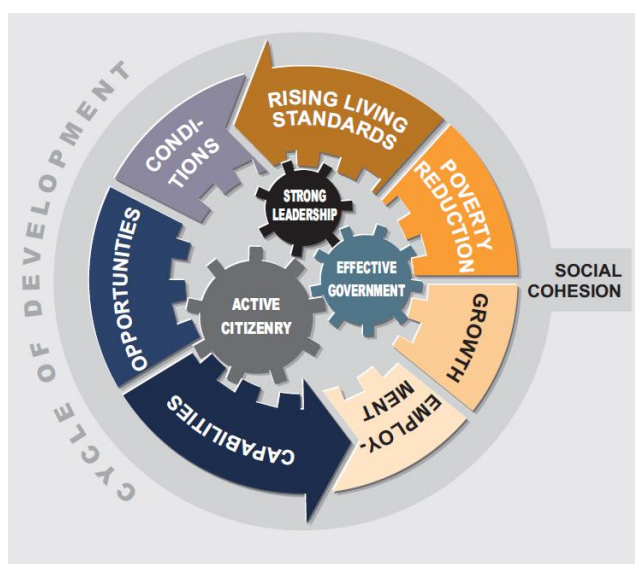 CYCLE OF DEVELOPMENT
RISING LIVING
STANDARDS
POVERTY
REDUCTION
GROWTH
EMPLOY-
MENT
CAPABILITIES
OPPORTUNITIES
CONDI-
TIONS
STRONG
LEADERSHIP
EFFECTIVE
GOVERNMENT
ACTIVE
CITIZENRY
SOCIAL
COHESION